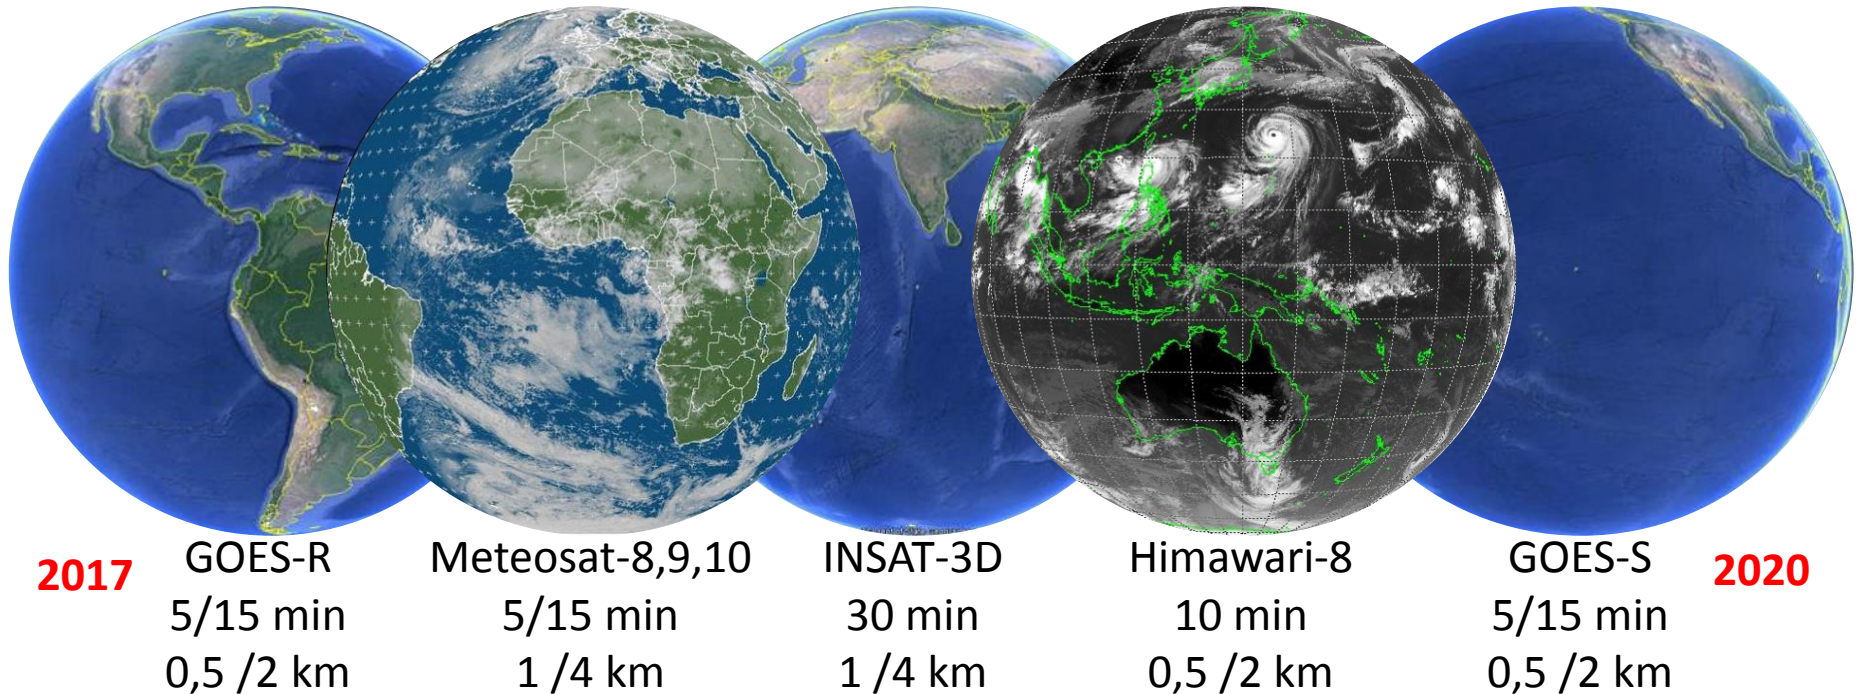 2017
GOES-R
5/15 min
0,5 /2 km
Meteosat-8,9,10
5/15 min
1 /4 km
INSAT-3D
30 min
1 /4 km
Himawari-8
10 min
0,5 /2 km
GOES-S
5/15 min
0,5 /2 km
2020